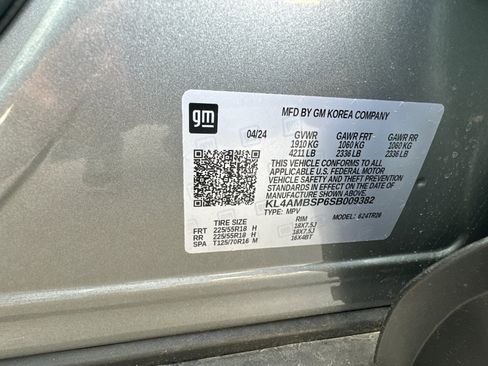 gm
MFD BY GM KOREA COMPANY
04/24 GVWR GAWR FRT GAWR RR
1910 KG 1060 KG 1060 KG
4211 LB 2336 LB 2336 LB
THIS VEHICLE CONFORMS TO ALL
APPLICABLE U.S. FEDERAL MOTOR
VEHICLE SAFETY AND THEFT PREVENTION
STANDARDS IN EFFECT ON THE DATE OF
MANUFACTURE SHOWN ABOVE.
KL4AMBSP6SB009382
TYPE: MPV MODEL: 624TR26
TIRE SIZE RIM
FRT 225/55R18 H 18X7.5J
RR 225/55R18 H 18X7.5J
SPA T125/70R16 M 16X4BT